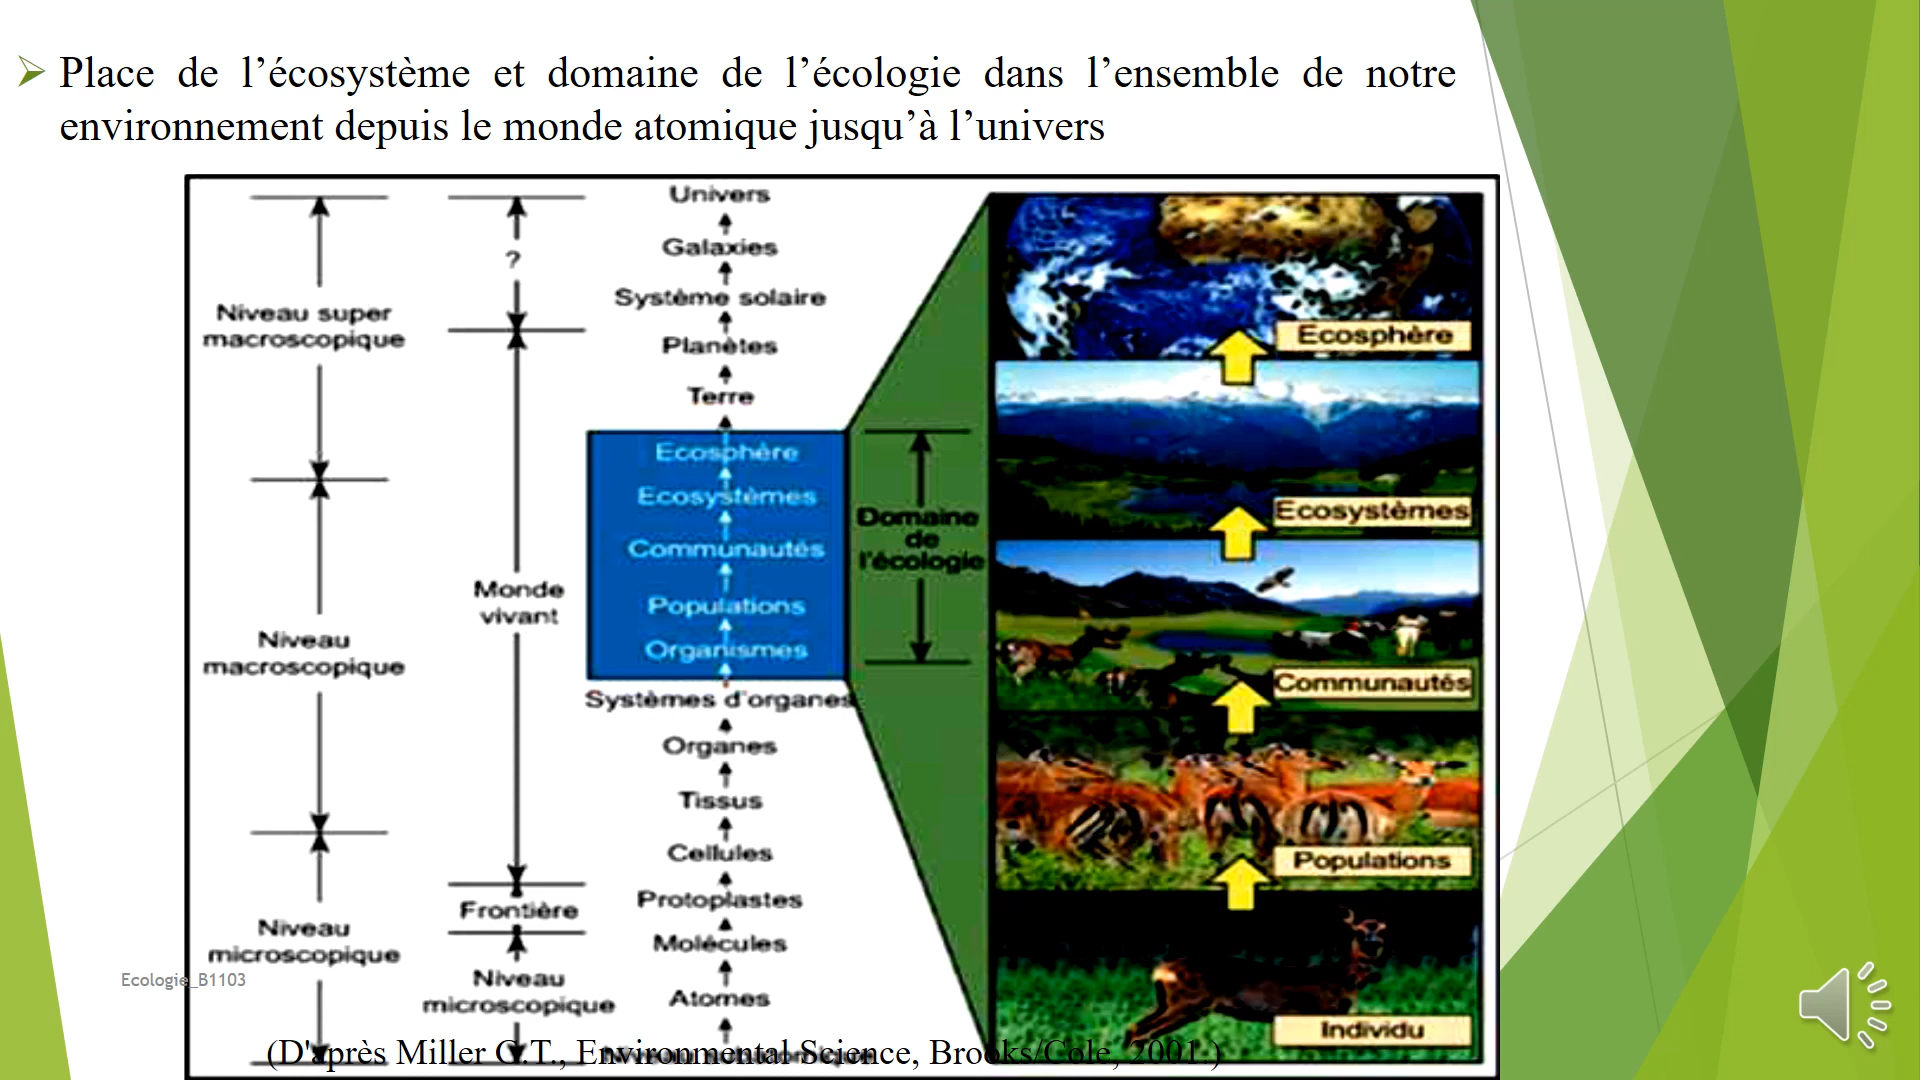 Place de l’écosystème et domaine de l’écologie dans l’ensemble de notre
environnement depuis le monde atomique jusqu’à l’univers
Niveau super
macroscopique
Niveau
macroscopique
Niveau
microscopique
?
Monde
vivant
Frontière
Niveau
microscopique
Univers
Galaxies
Système solaire
Planètes
Terre
Ecosphère
Ecosystèmes
Communautés
Populations
Organismes
Systèmes d'organes
Organes
Tissus
Cellules
Protoplastes
Molécules
Atomes
Domaine
de
l'écologie
Ecosphère
Ecosystèmes
Communautés
Populations
Individu
Ecologie_B1103
(D'après Miller G.T., Environmental Science, Brooks/Cole, 2001.)